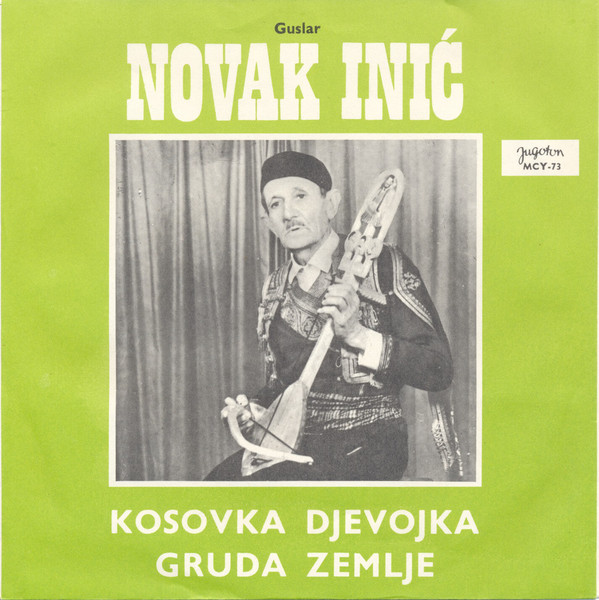 Guslar
NOVAK INIĆ
Jugoton
MCY-73
KOSOVKA DJEVOJKA
GRUDA ZEMLJE